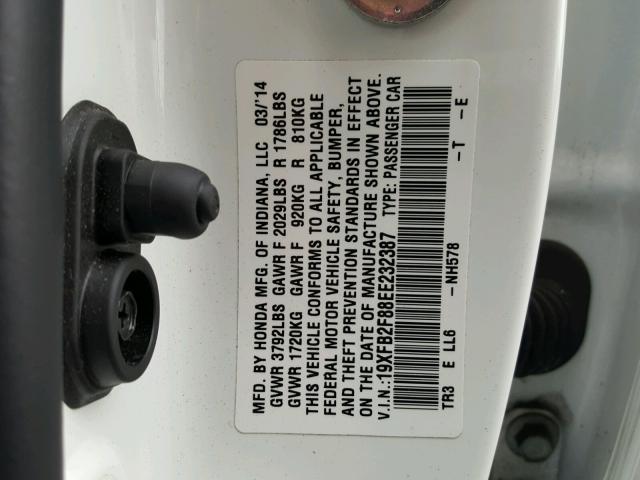 MFD. BY HONDA MFG. OF INDIANA, LLC 03/'14
GVWR 3792LBS GAWR F 2029LBS R 1786LBS
GVWR 1720KG GAWR F 920KG R 810KG
THIS VEHICLE CONFORMS TO ALL APPLICABLE
FEDERAL MOTOR VEHICLE SAFETY, BUMPER,
AND THEFT PREVENTION STANDARDS IN EFFECT
ON THE DATE OF MANUFACTURE SHOWN ABOVE.
V.I.N.:19XFB2F88EE232387 TYPE: PASSENGER CAR
TR3 E LL6 -NH578 -T -E